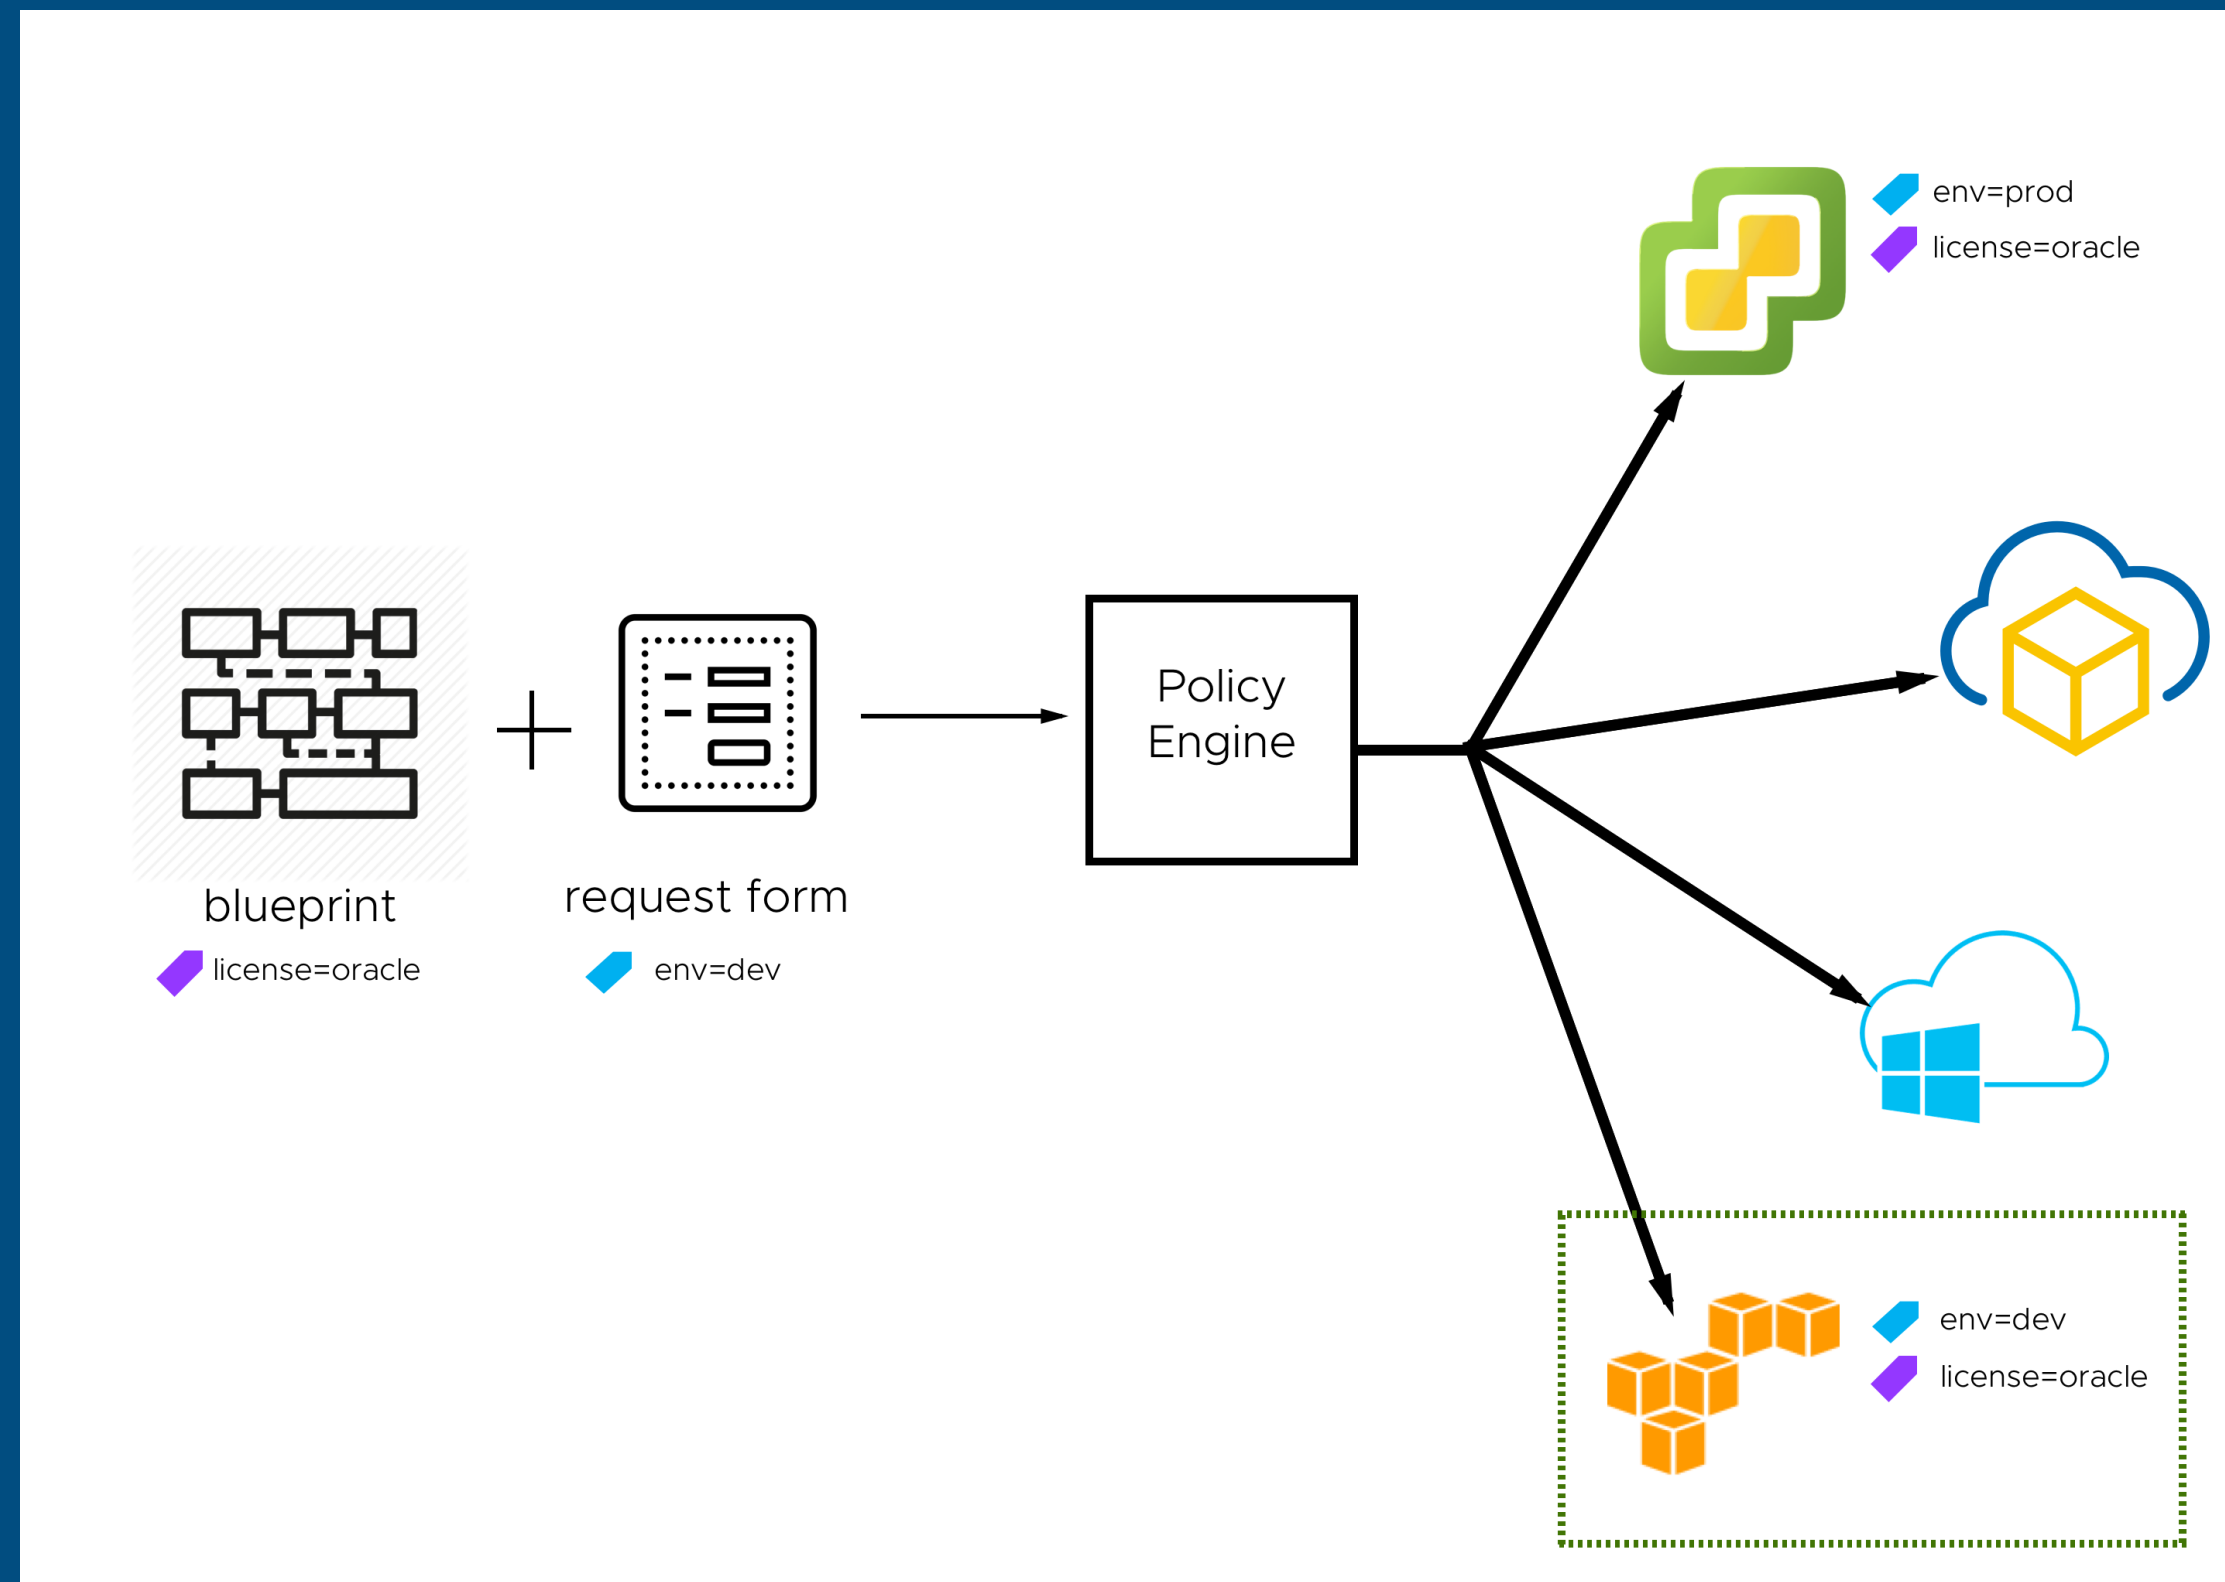 env=prod
license=oracle
Policy
Engine
blueprint
request form
license=oracle
env=dev
env=dev
license=oracle